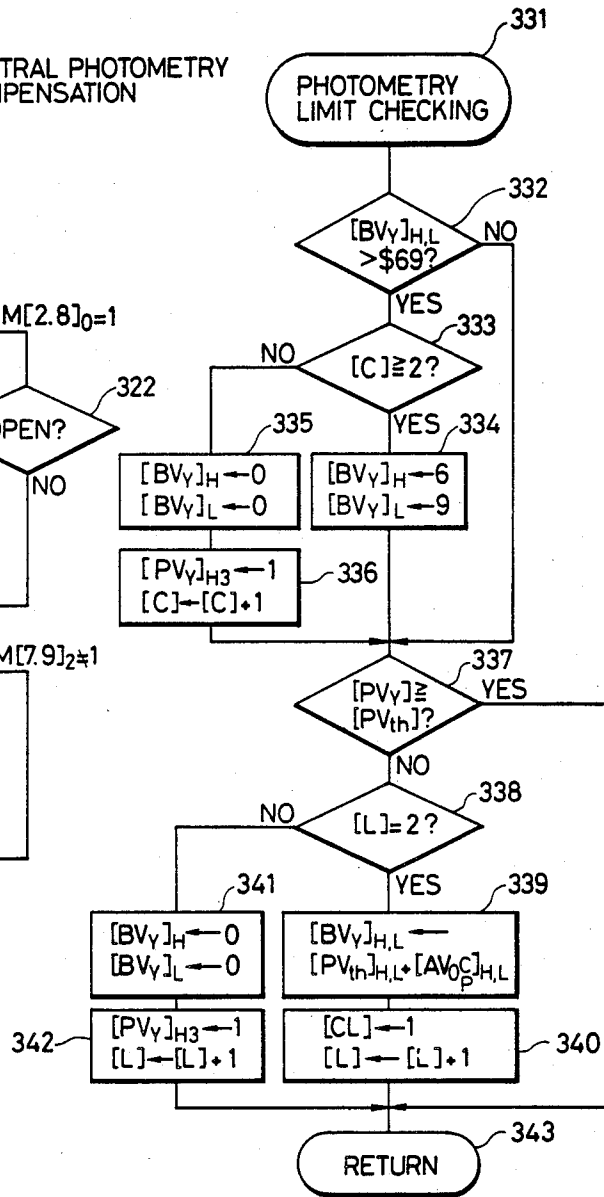 331
TRAL PHOTOMETRY
MPENSATION
PHOTOMETRY
LIMIT CHECKING
332
[BVY]H,L
>$69?
NO
YES
M[2.8]0=1
333
[C]≧2?
NO
YES
322
OPEN?
NO
335
334
[BVY]H←0
[BVY]L←0
[BVY]H←6
[BVY]L←9
[PVY]H3←1
[C]←[C]+1
336
M[7.9]2≒1
337
[PVY]≧
[PVth]?
YES
NO
338
[L]=2?
NO
YES
341
339
[BVY]H←0
[BVY]L←0
[BVY]H,L←
[PVth]H,L+[AV0CP]H,L
342
[PVY]H3←1
[L]←[L]+1
[CL]←1
[L]←[L]+1
340
343
RETURN